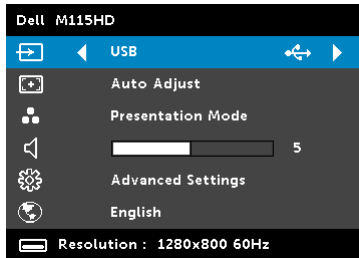 Dell M115HD
USB
Auto Adjust
Presentation Mode
5
Advanced Settings
English
Resolution : 1280x800 60Hz